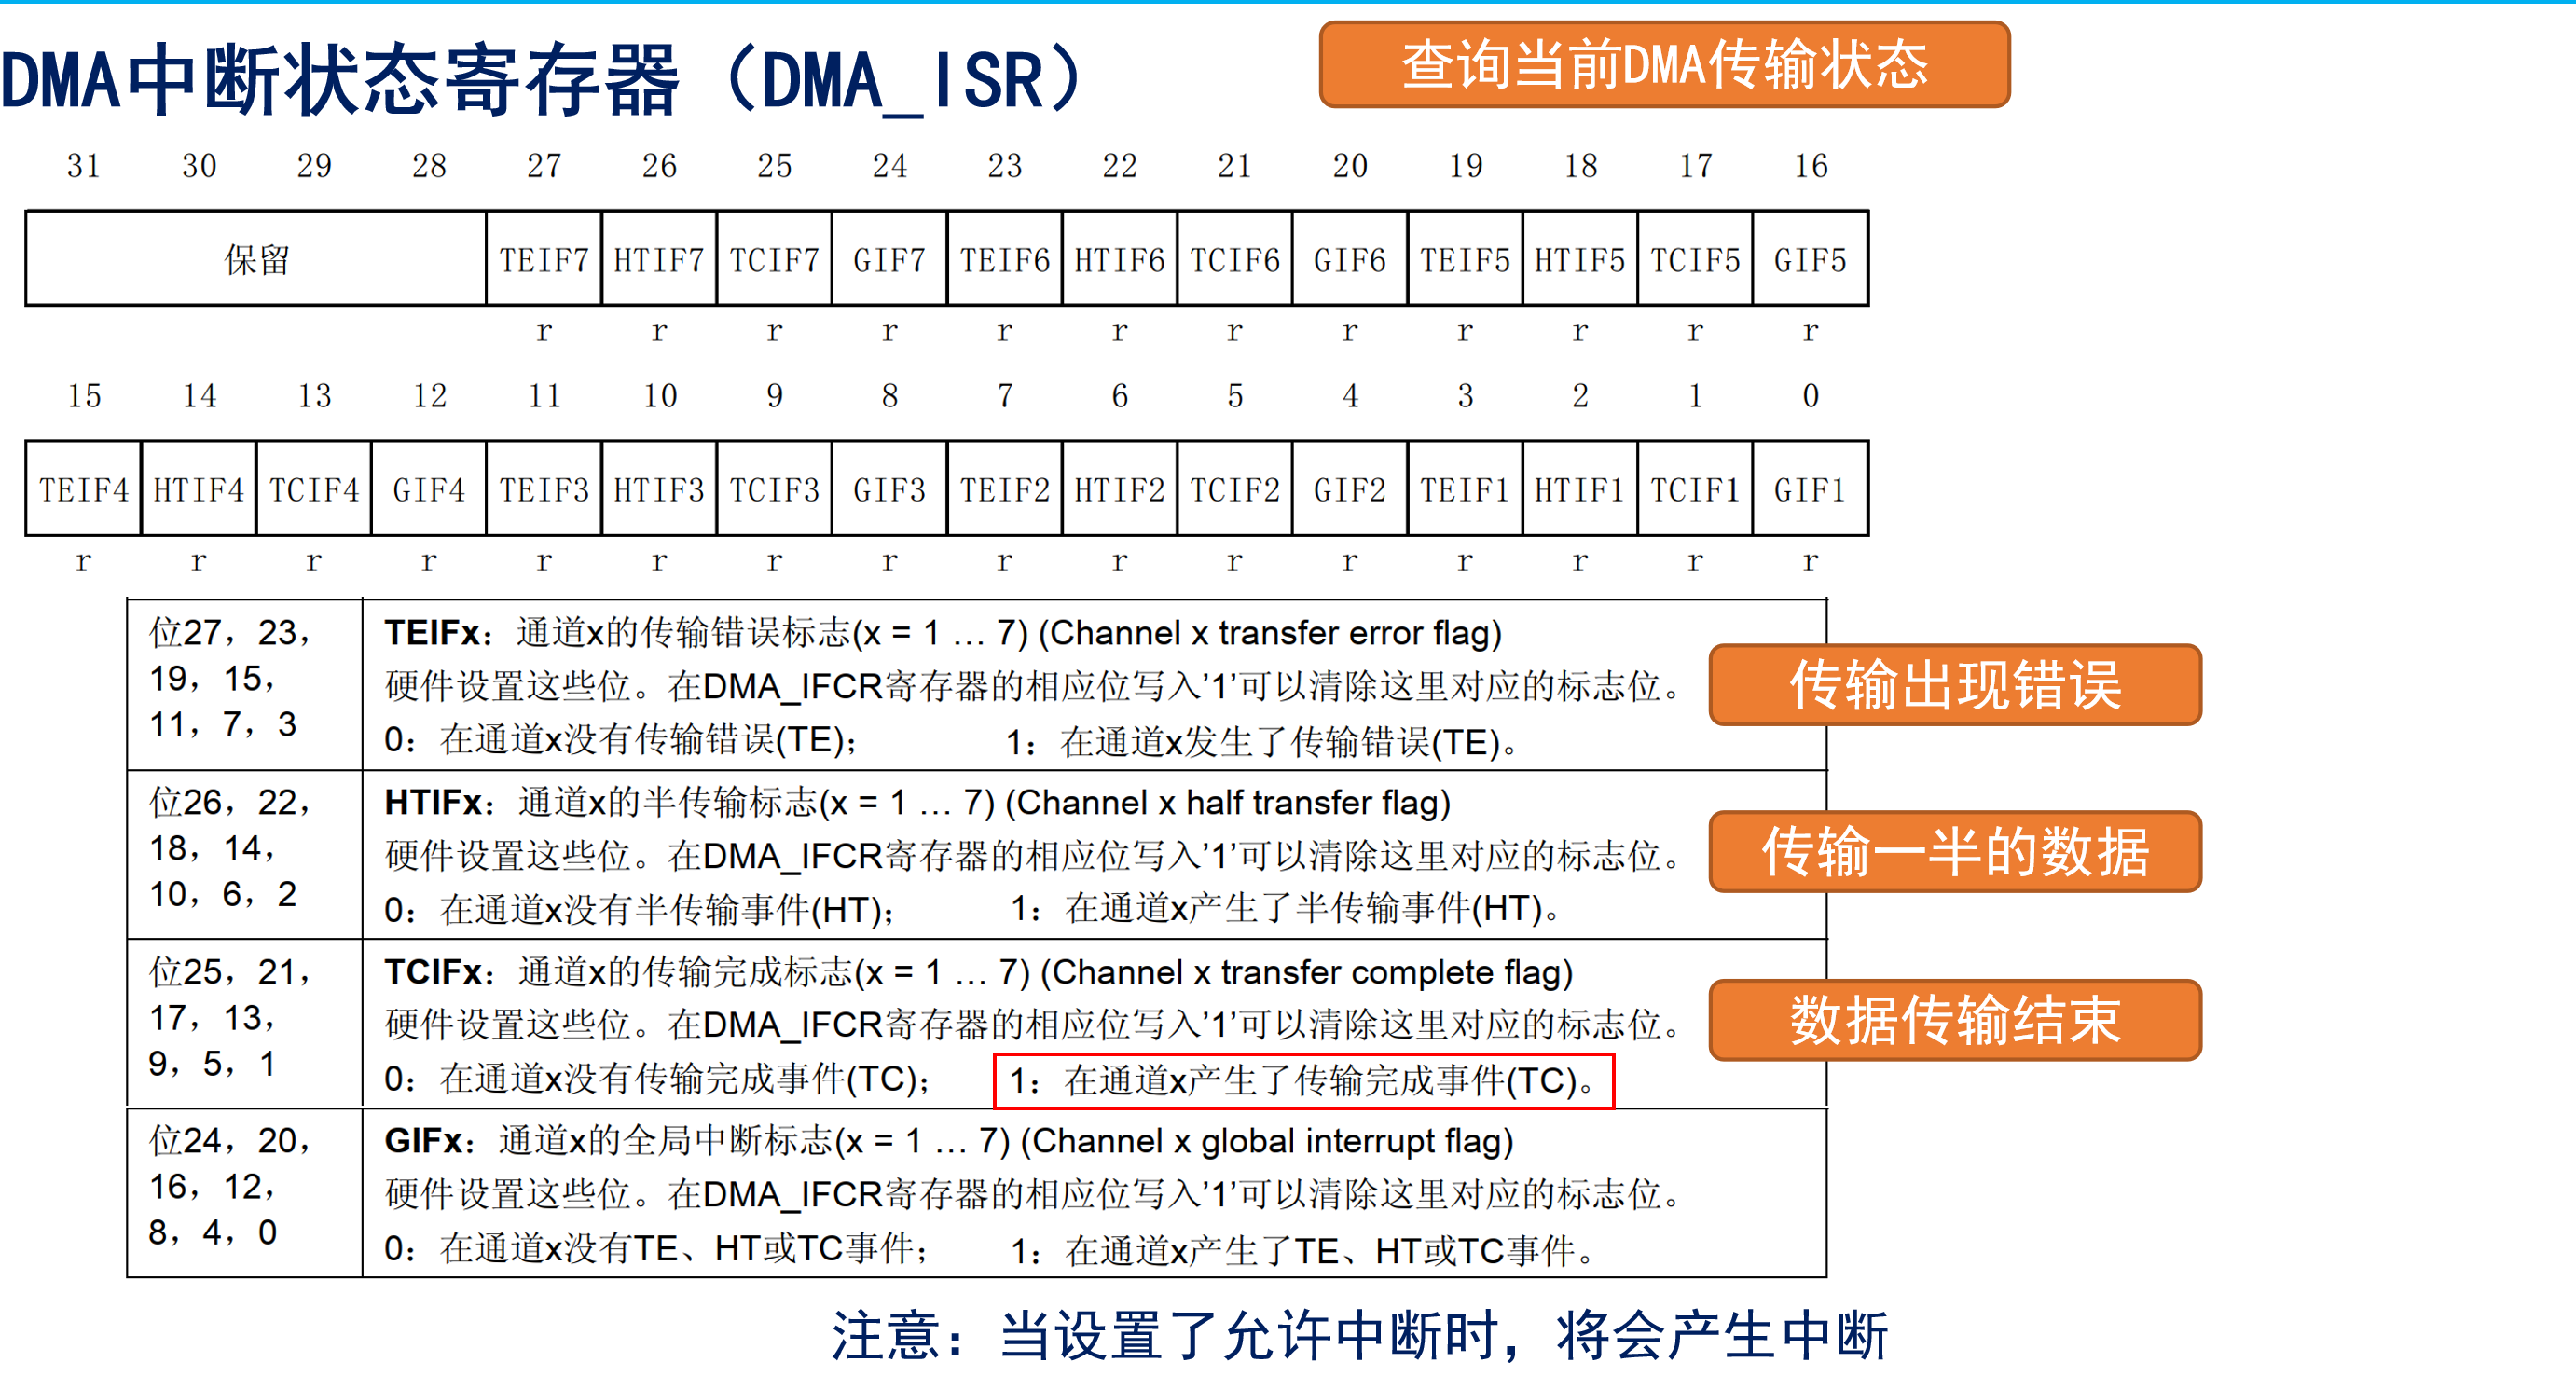 DMA中断状态寄存器（DMA_ISR）
查询当前DMA传输状态
31 30 29 28 27 26 25 24 23 22 21 20 19 18 17 16
保留 TEIF7 HTIF7 TCIF7 GIF7 TEIF6 HTIF6 TCIF6 GIF6 TEIF5 HTIF5 TCIF5 GIF5
r r r r r r r r r r r r
15 14 13 12 11 10 9 8 7 6 5 4 3 2 1 0
TEIF4 HTIF4 TCIF4 GIF4 TEIF3 HTIF3 TCIF3 GIF3 TEIF2 HTIF2 TCIF2 GIF2 TEIF1 HTIF1 TCIF1 GIF1
r r r r r r r r r r r r r r r r
位27，23，
19，15，
11，7，3
TEIFx：通道x的传输错误标志(x = 1 … 7) (Channel x transfer error flag)
硬件设置这些位。在DMA_IFCR寄存器的相应位写入’1’可以清除这里对应的标志位。
0：在通道x没有传输错误(TE)； 1：在通道x发生了传输错误(TE)。
传输出现错误
位26，22，
18，14，
10，6，2
HTIFx：通道x的半传输标志(x = 1 … 7) (Channel x half transfer flag)
硬件设置这些位。在DMA_IFCR寄存器的相应位写入’1’可以清除这里对应的标志位。
0：在通道x没有半传输事件(HT)； 1：在通道x产生了半传输事件(HT)。
传输一半的数据
位25，21，
17，13，
9，5，1
TCIFx：通道x的传输完成标志(x = 1 … 7) (Channel x transfer complete flag)
硬件设置这些位。在DMA_IFCR寄存器的相应位写入’1’可以清除这里对应的标志位。
0：在通道x没有传输完成事件(TC)； 1：在通道x产生了传输完成事件(TC)。
数据传输结束
位24，20，
16，12，
8，4，0
GIFx：通道x的全局中断标志(x = 1 … 7) (Channel x global interrupt flag)
硬件设置这些位。在DMA_IFCR寄存器的相应位写入’1’可以清除这里对应的标志位。
0：在通道x没有TE、HT或TC事件； 1：在通道x产生了TE、HT或TC事件。
注意：当设置了允许中断时，将会产生中断